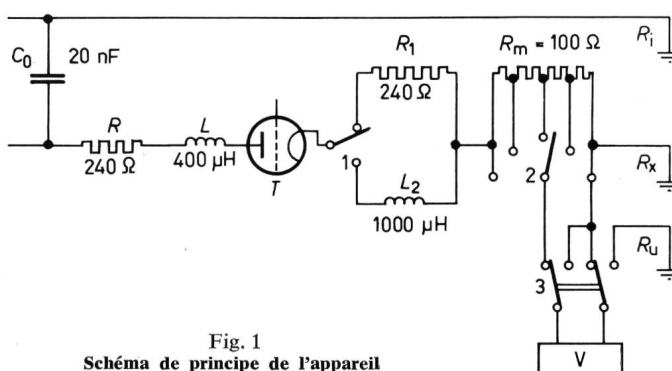 C₀ 20 nF
R
240 Ω
L
400 μH
T
1
R₁
240 Ω
L₂
1000 μH
Rₘ = 100 Ω
2
3
Rᵢ
Rₓ
Rᵤ
V
Fig. 1
Schéma de principe de l'appareil